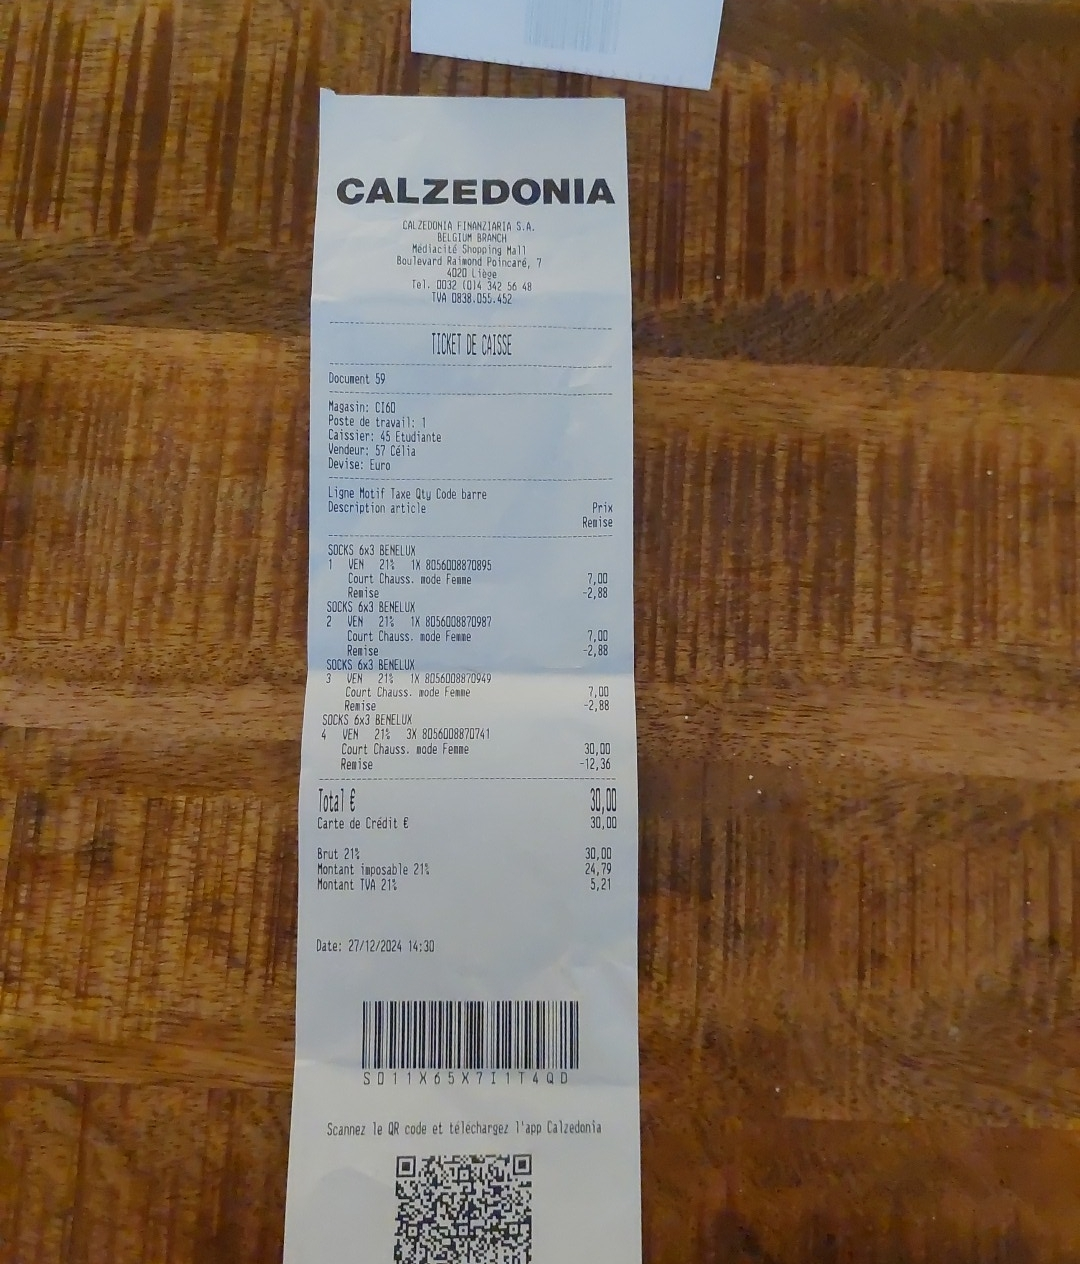 CALZEDONIA
CALZEDONIA FINANZIARIA S.A.
BELGIUM BRANCH
Médiacité Shopping Mall
Boulevard Raimond Poincaré, 7
4020 Liège
Tel. 0032 (014 342 56 48
TVA 0838.055.452
TICKET DE CAISSE
Document 59
Magasin: CI60
Poste de travail: 1
Caissier: 45 Etudiante
Vendeur: 57 Célia
Devise: Euro
Ligne Motif Taxe Qty Code barre
Description article Prix
Remise
SOCKS 6x3 BENELUX
1 VEN 21% 1X 8056008870895
Court Chauss. mode Femme 7,00
Remise -2,88
SOCKS 6x3 BENELUX
2 VEN 21% 1X 8056008870987
Court Chauss. mode Femme 7,00
Remise -2,88
SOCKS 6x3 BENELUX
3 VEN 21% 1X 8056008870949
Court Chauss. mode Femme 7,00
Remise -2,88
SOCKS 6x3 BENELUX
4 VEN 21% 3X 8056008870741
Court Chauss. mode Femme 30,00
Remise -12,36
Total € 30,00
Carte de Crédit € 30,00
Brut 21% 30,00
Montant imposable 21% 24,79
Montant TVA 21% 5,21
Date: 27/12/2024 14:30
SD11X65X7I1T4QD
Scannez le QR code et téléchargez l'app Calzedonia